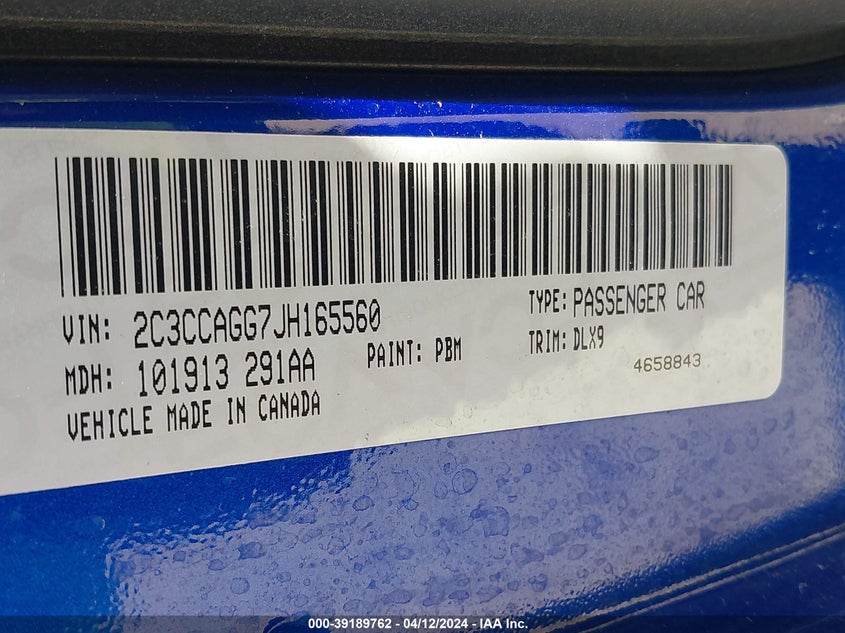 VIN: 2C3CCAGG7JH165560
TYPE: PASSENGER CAR
MDH: 101913 291AA
PAINT: PBM
TRIM: DLX9
4658843
VEHICLE MADE IN CANADA
000-39189762 - 04/12/2024 - IAA Inc.